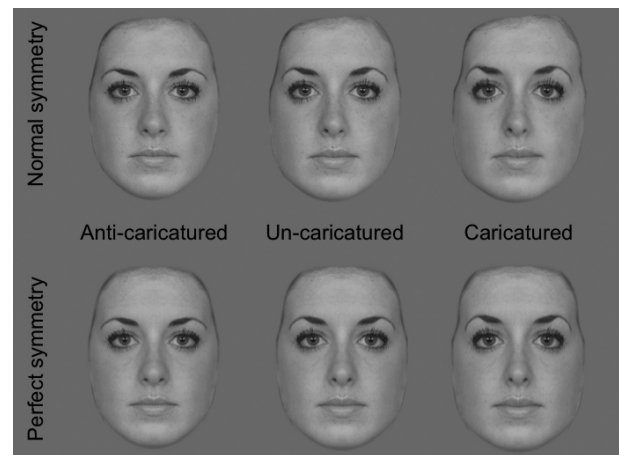 Normal symmetry
Anti-caricatured
Un-caricatured
Caricatured
Perfect symmetry